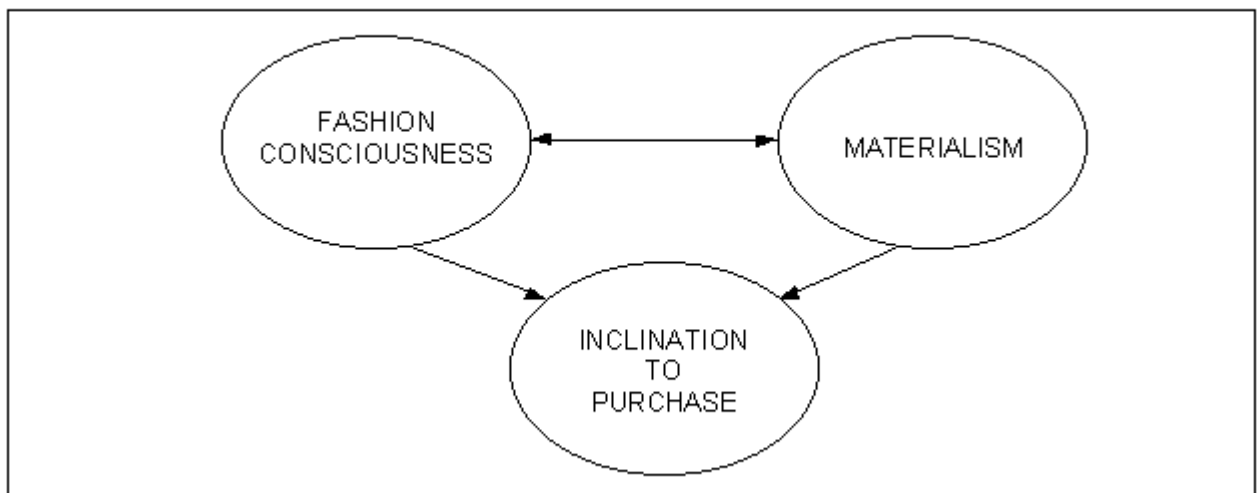 FASHION
CONSCIOUSNESS
MATERIALISM
INCLINATION
TO
PURCHASE